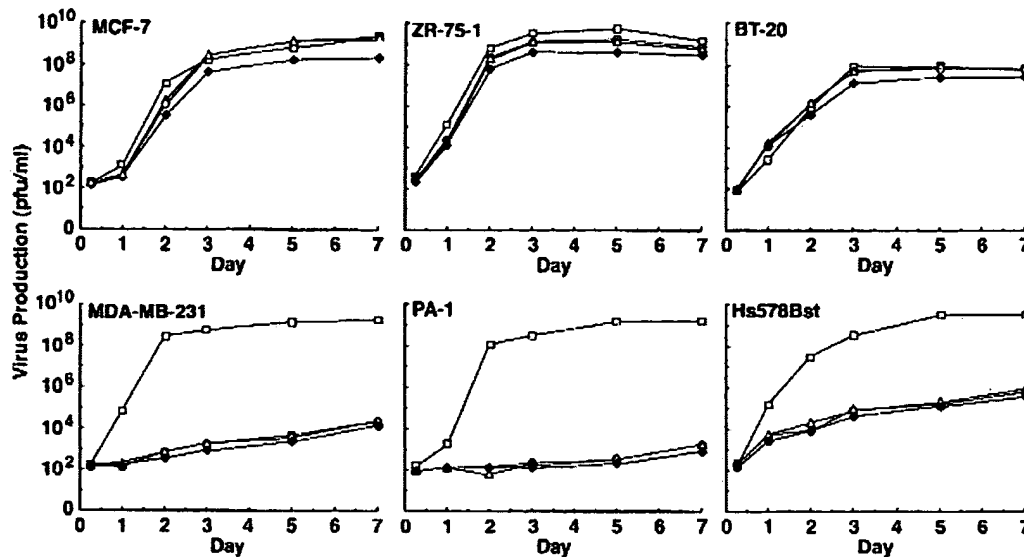 Virus Production (pfu/ml)
MCF-7
10^10
10^8
10^6
10^4
10^2
0
0 1 2 3 4 5 6 7
Day
ZR-75-1
0 1 2 3 4 5 6 7
Day
BT-20
0 1 2 3 4 5 6 7
Day
MDA-MB-231
10^10
10^8
10^6
10^4
10^2
0
0 1 2 3 4 5 6 7
Day
PA-1
0 1 2 3 4 5 6 7
Day
Hs578Bst
0 1 2 3 4 5 6 7
Day